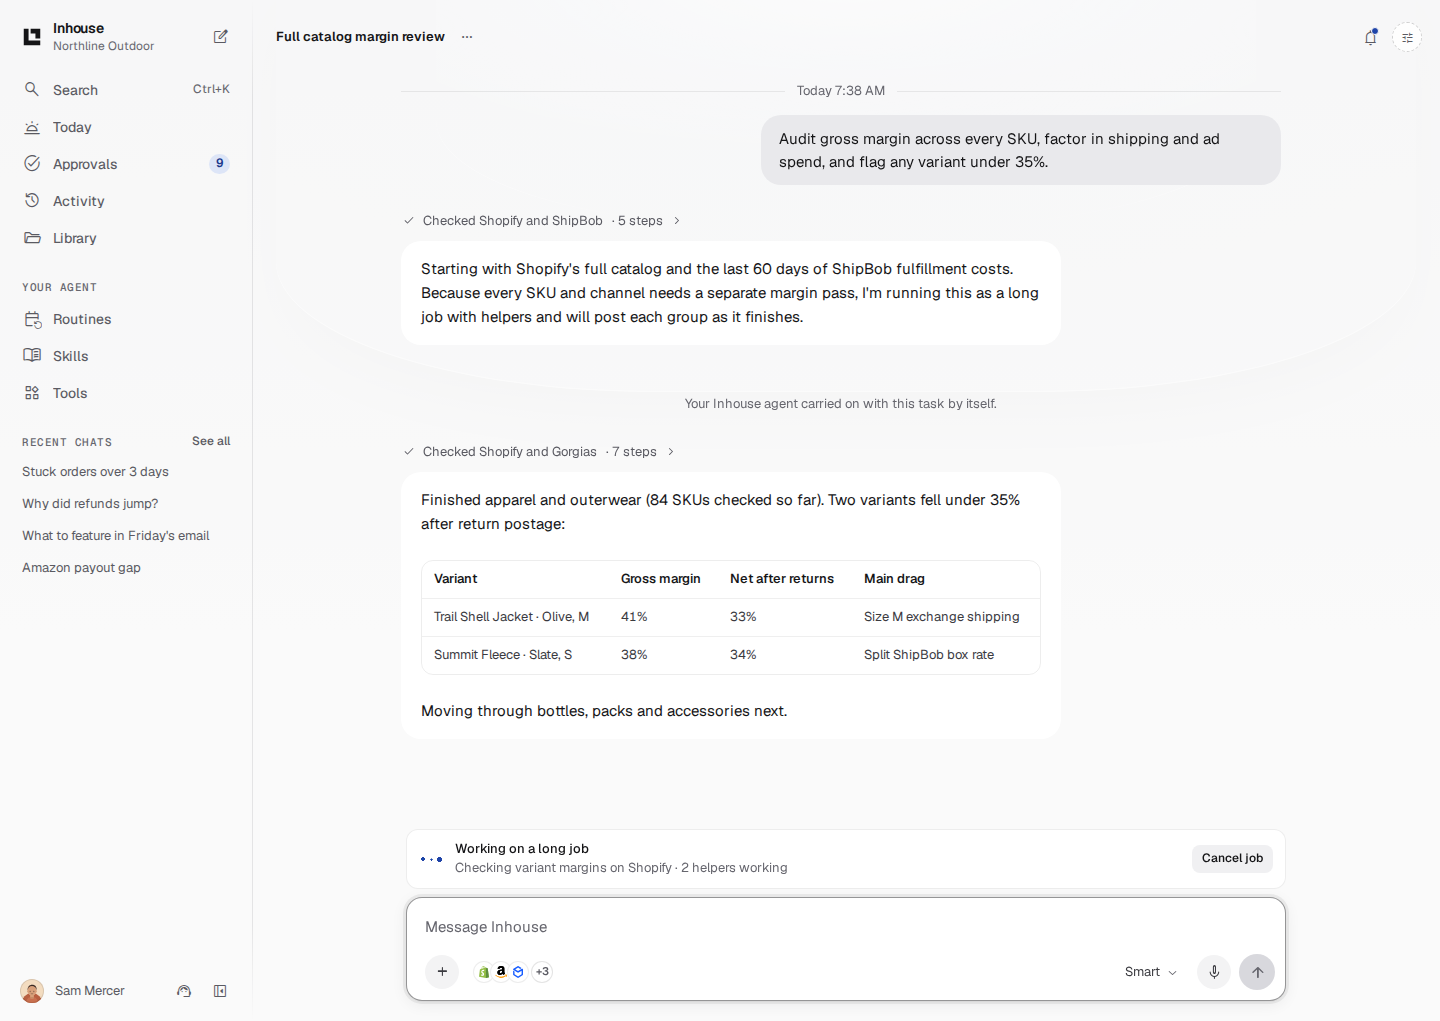 Inhouse
Northline Outdoor
Search Ctrl+K
Today
Approvals 9
Activity
Library
YOUR AGENT
Routines
Skills
Tools
RECENT CHATS See all
Stuck orders over 3 days
Why did refunds jump?
What to feature in Friday's email
Amazon payout gap
Sam Mercer
Full catalog margin review
Today 7:38 AM
Audit gross margin across every SKU, factor in shipping and ad
spend, and flag any variant under 35%.
Checked Shopify and ShipBob · 5 steps
Starting with Shopify's full catalog and the last 60 days of ShipBob fulfillment costs.
Because every SKU and channel needs a separate margin pass, I'm running this as a long
job with helpers and will post each group as it finishes.
Your Inhouse agent carried on with this task by itself.
Checked Shopify and Gorgias · 7 steps
Finished apparel and outerwear (84 SKUs checked so far). Two variants fell under 35%
after return postage:
Variant Gross margin Net after returns Main drag
Trail Shell Jacket · Olive, M 41% 33% Size M exchange shipping
Summit Fleece · Slate, S 38% 34% Split ShipBob box rate
Moving through bottles, packs and accessories next.
Working on a long job
Checking variant margins on Shopify · 2 helpers working
Cancel job
Message Inhouse
+3
Smart